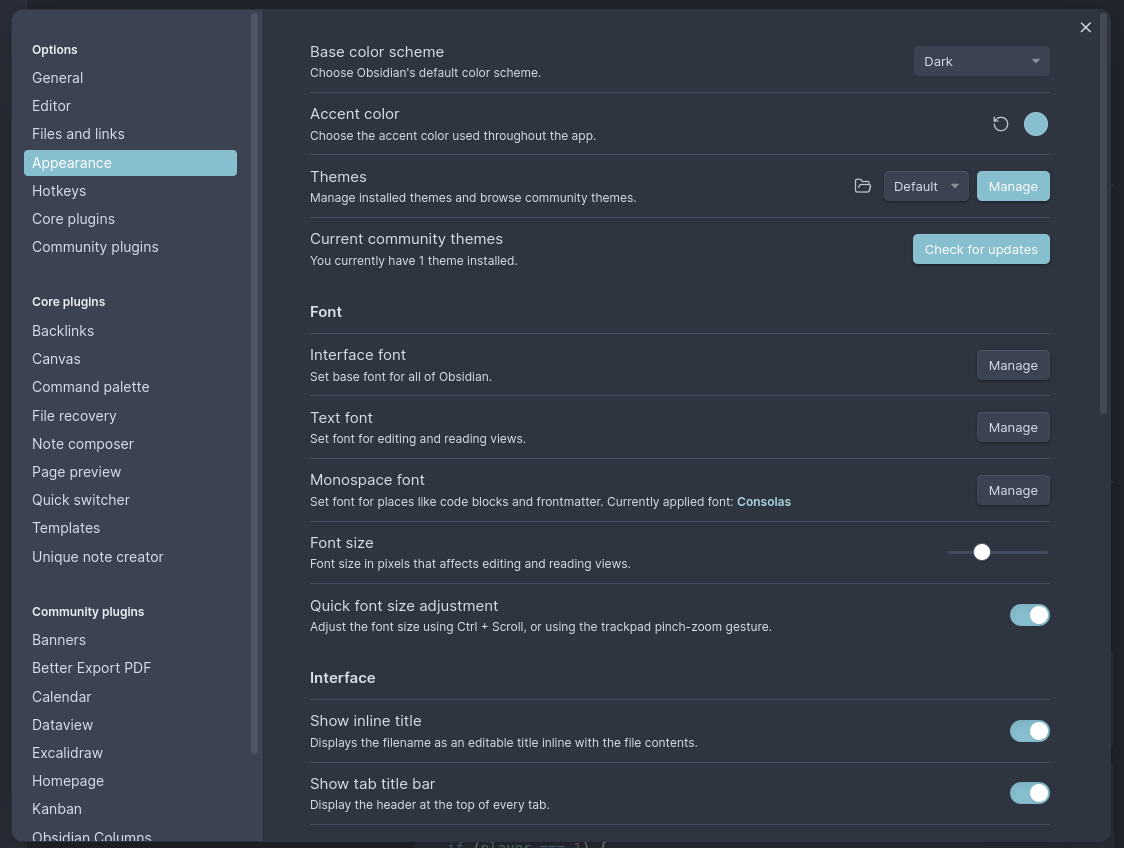 Options
General
Editor
Files and links
Appearance
Hotkeys
Core plugins
Community plugins
Core plugins
Backlinks
Canvas
Command palette
File recovery
Note composer
Page preview
Quick switcher
Templates
Unique note creator
Community plugins
Banners
Better Export PDF
Calendar
Dataview
Excalidraw
Homepage
Kanban
Obsidian Columns
Base color scheme
Choose Obsidian's default color scheme.
Dark
Accent color
Choose the accent color used throughout the app.
Themes
Manage installed themes and browse community themes.
Default
Manage
Current community themes
You currently have 1 theme installed.
Check for updates
Font
Interface font
Set base font for all of Obsidian.
Manage
Text font
Set font for editing and reading views.
Manage
Monospace font
Set font for places like code blocks and frontmatter. Currently applied font: Consolas
Manage
Font size
Font size in pixels that affects editing and reading views.
Quick font size adjustment
Adjust the font size using Ctrl + Scroll, or using the trackpad pinch-zoom gesture.
Interface
Show inline title
Displays the filename as an editable title inline with the file contents.
Show tab title bar
Display the header at the top of every tab.
if (player === 1) {